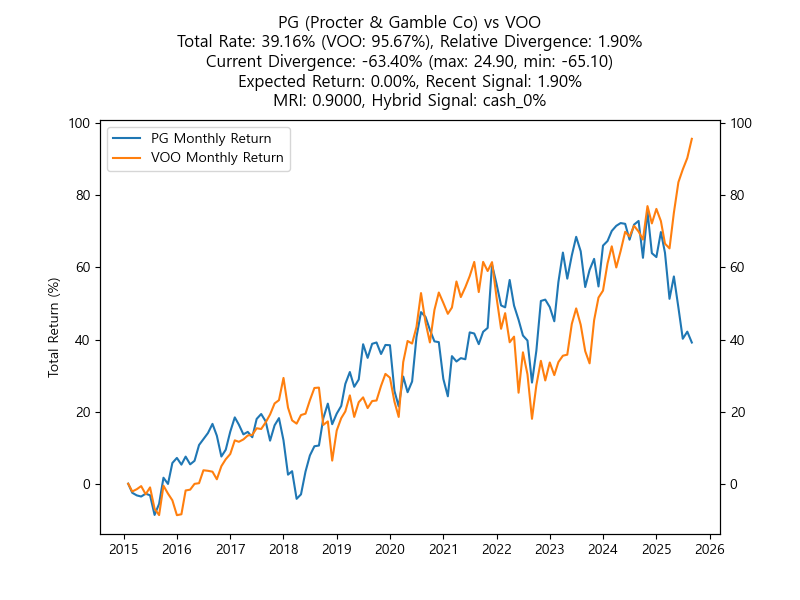 PG (Procter & Gamble Co) vs VOO
Total Rate: 39.16% (VOO: 95.67%), Relative Divergence: 1.90%
Current Divergence: -63.40% (max: 24.90, min: -65.10)
Expected Return: 0.00%, Recent Signal: 1.90%
MRI: 0.9000, Hybrid Signal: cash_0%
PG Monthly Return
VOO Monthly Return
Total Return (%)
100
80
60
40
20
0
100
80
60
40
20
0
2015 2016 2017 2018 2019 2020 2021 2022 2023 2024 2025 2026